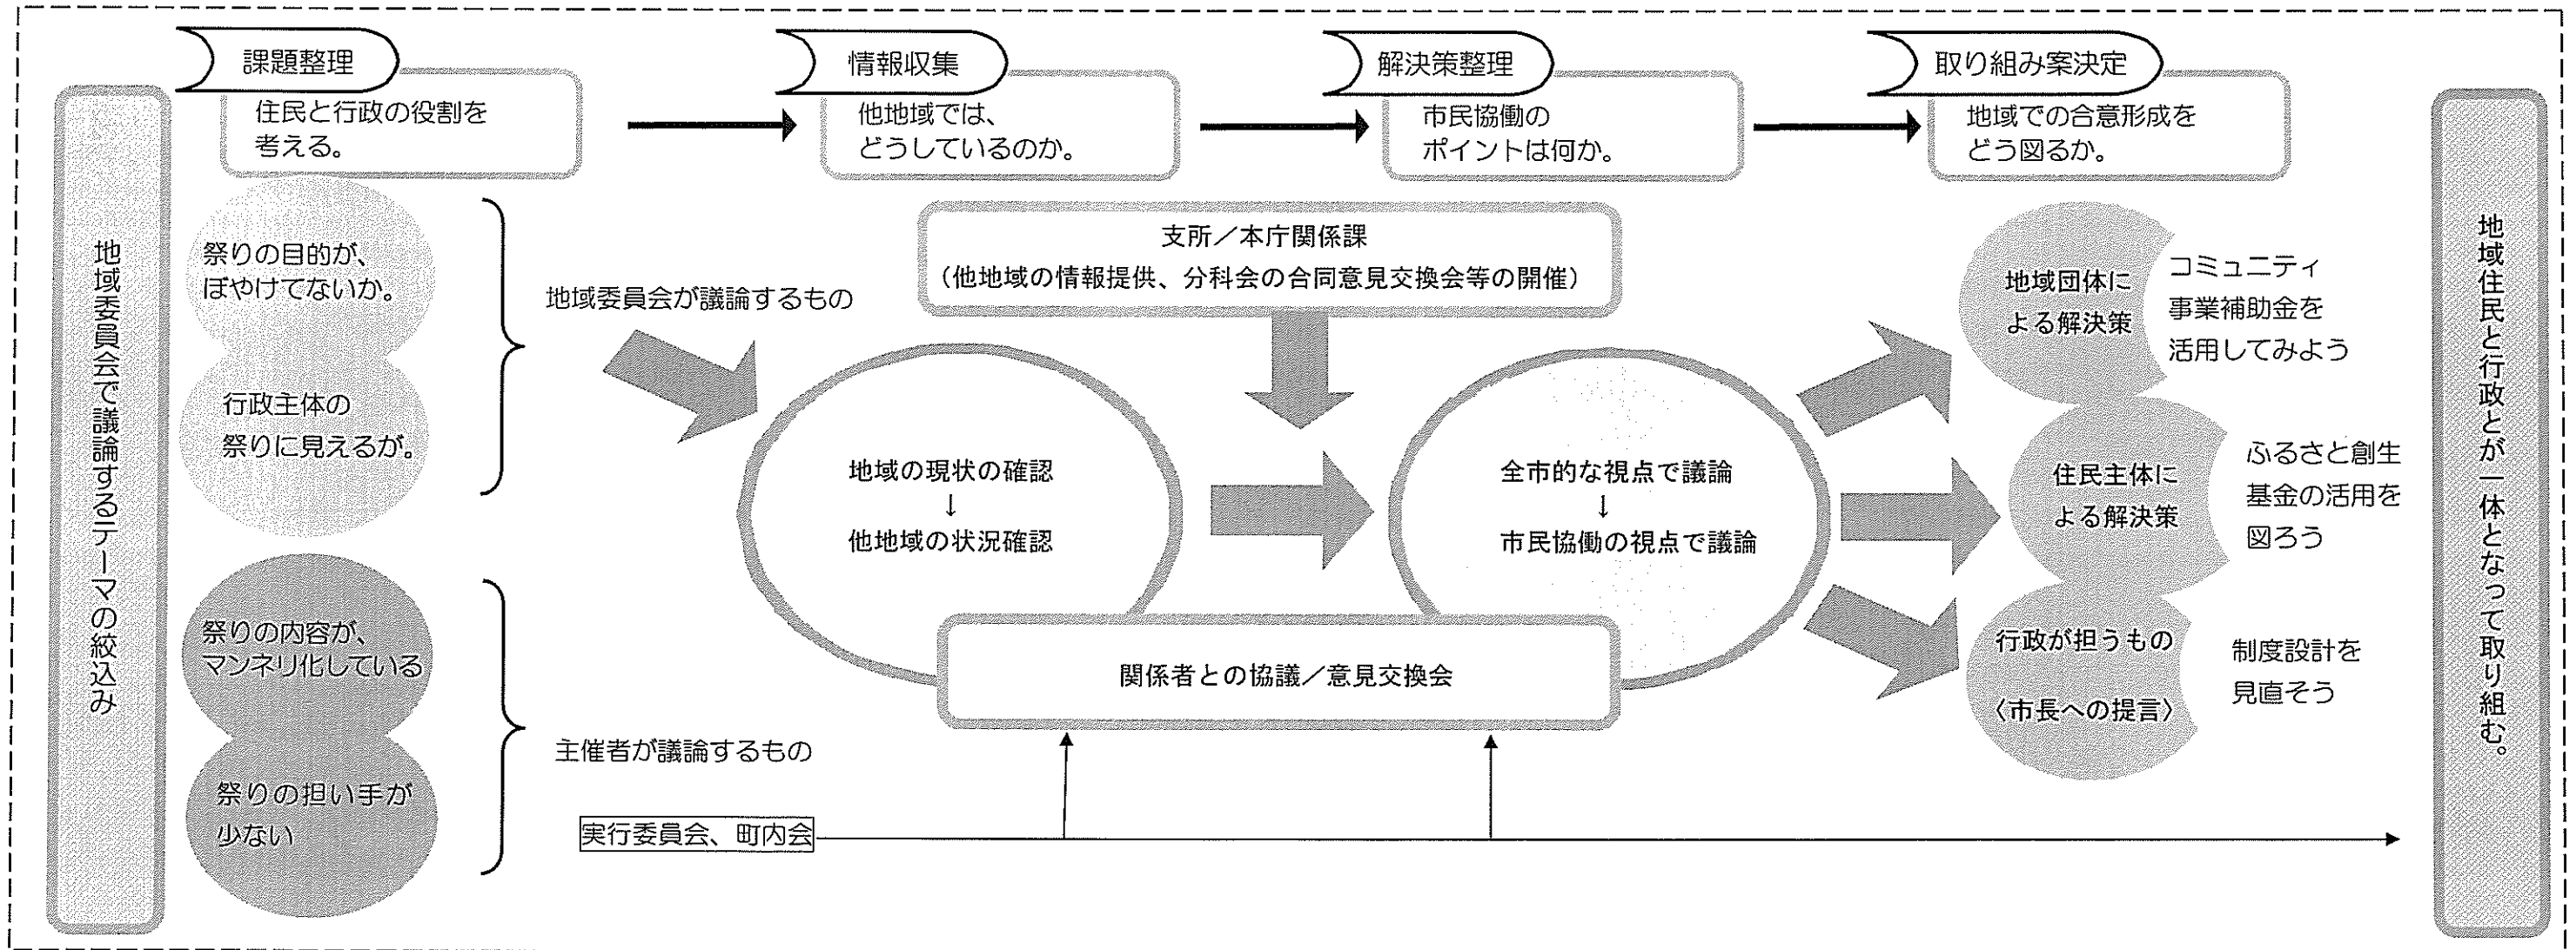 課題整理
住民と行政の役割を
考える。
情報収集
他地域では、
どうしているのか。
解決策整理
市民協働の
ポイントは何か。
取り組み案決定
地域での合意形成を
どう図るか。
地域委員会で議論するテーマの絞込み
祭りの目的が、
ぼやけてないか。
行政主体の
祭りに見えるが。
祭りの内容が、
マンネリ化している
祭りの担い手が
少ない
地域委員会が議論するもの
主催者が議論するもの
実行委員会、町内会
支所／本庁関係課
（他地域の情報提供、分科会の合同意見交換会等の開催）
地域の現状の確認
↓
他地域の状況確認
全市的な視点で議論
↓
市民協働の視点で議論
関係者との協議／意見交換会
地域団体に
よる解決策
コミュニティ
事業補助金を
活用してみよう
住民主体に
よる解決策
ふるさと創生
基金の活用を
図ろう
行政が担うもの
〈市長への提言〉
制度設計を
見直そう
地域住民と行政とが一体となって取り組む。